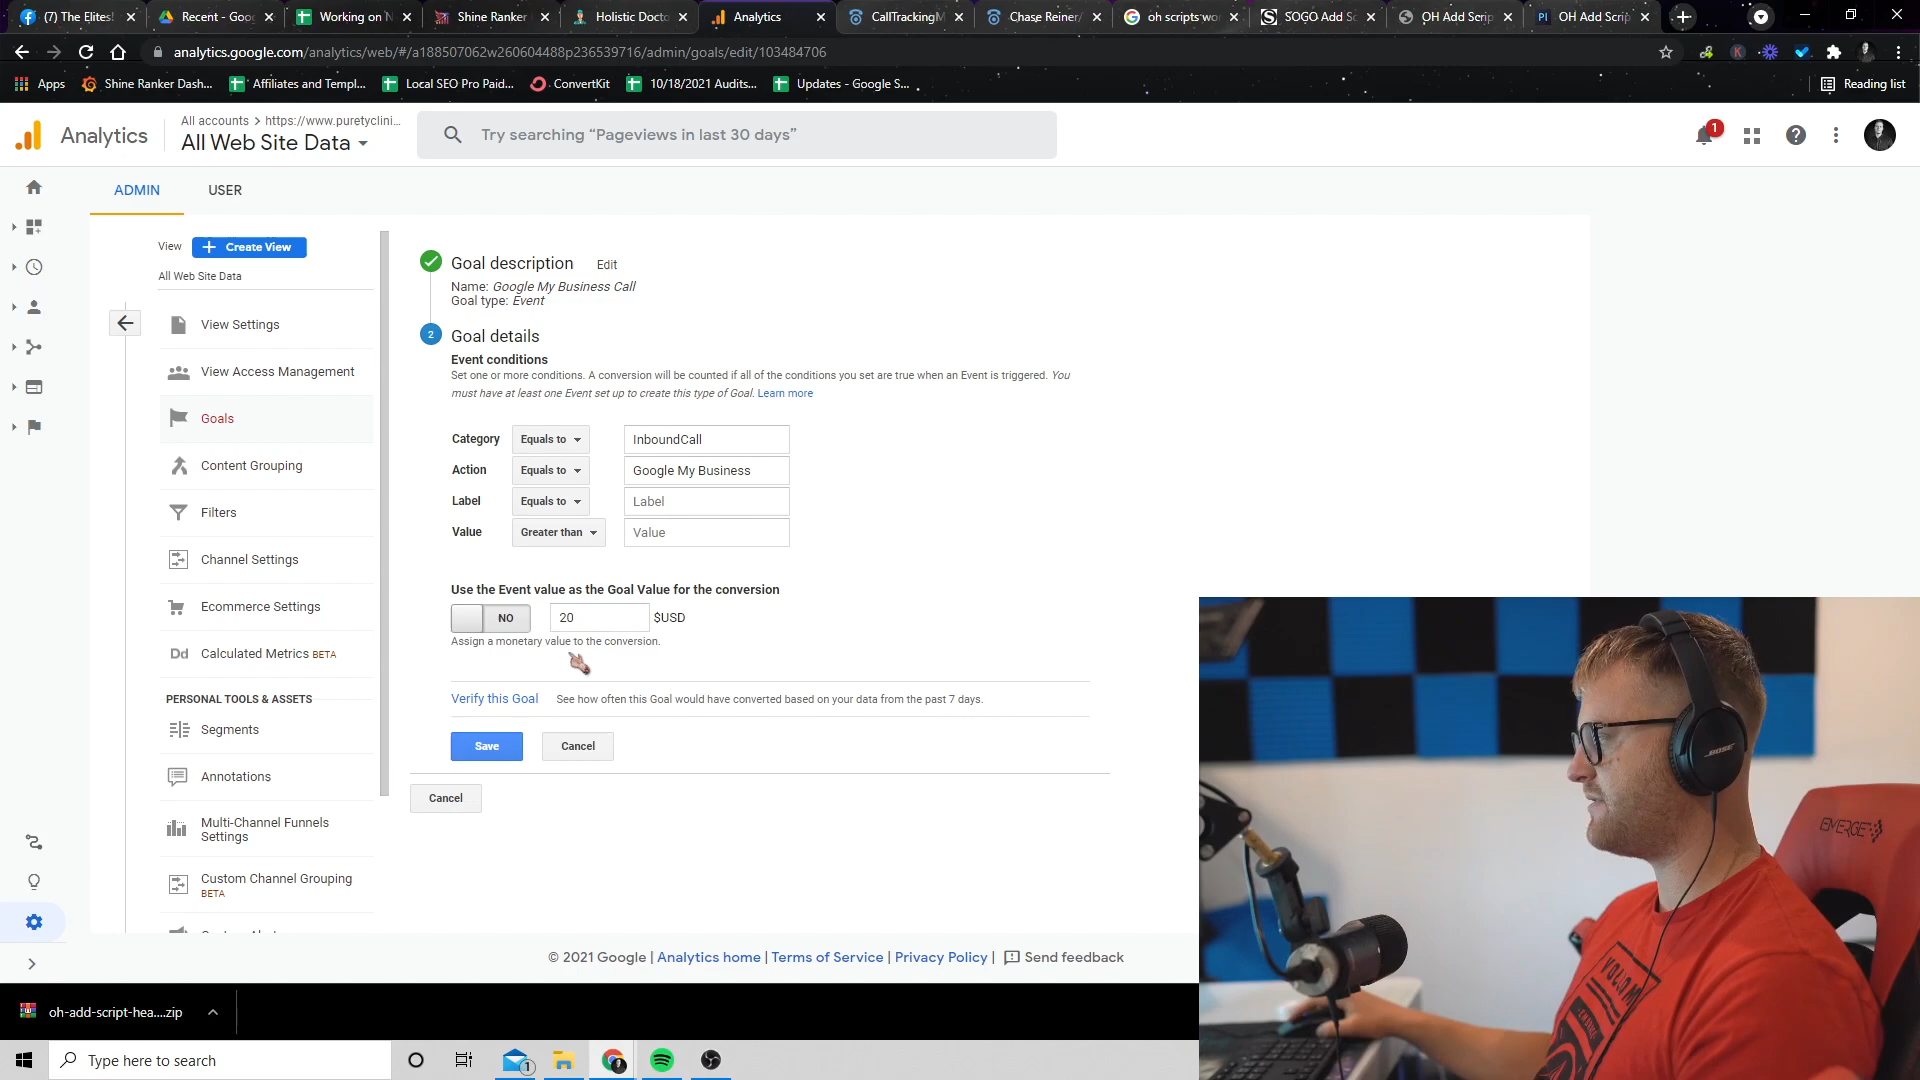 (7) The Elites!
Recent - Goo
Working on N
Shine Ranker
Holistic Docto
Analytics
CallTrackingM
Chase Reiner/
oh scripts wor
SOGO Add Sc
OH Add Scrip
OH Add Scrip
analytics.google.com/analytics/web/#/a188507062w260604488p236539716/admin/goals/edit/103484706
Apps
Shine Ranker Dash...
Affiliates and Templ...
Local SEO Pro Paid...
ConvertKit
10/18/2021 Audits...
Updates - Google S...
Reading list
Analytics
All accounts > https://www.puretyclini...
All Web Site Data
Try searching “Pageviews in last 30 days”
1
ADMIN
USER
View
+ Create View
All Web Site Data
View Settings
View Access Management
Goals
Content Grouping
Filters
Channel Settings
Ecommerce Settings
Dd Calculated Metrics BETA
PERSONAL TOOLS & ASSETS
Segments
Annotations
Multi-Channel Funnels
Settings
Custom Channel Grouping
BETA
Goal description
Edit
Name: Google My Business Call
Goal type: Event
2
Goal details
Event conditions
Set one or more conditions. A conversion will be counted if all of the conditions you set are true when an Event is triggered. You
must have at least one Event set up to create this type of Goal. Learn more
Category Equals to InboundCall
Action Equals to Google My Business
Label Equals to Label
Value Greater than Value
Use the Event value as the Goal Value for the conversion
NO 20 $USD
Assign a monetary value to the conversion.
Verify this Goal See how often this Goal would have converted based on your data from the past 7 days.
Save
Cancel
Cancel
© 2021 Google | Analytics home | Terms of Service | Privacy Policy | Send feedback
oh-add-script-hea....zip
Type here to search
1
BOSE
EMERGE
VOLCOM